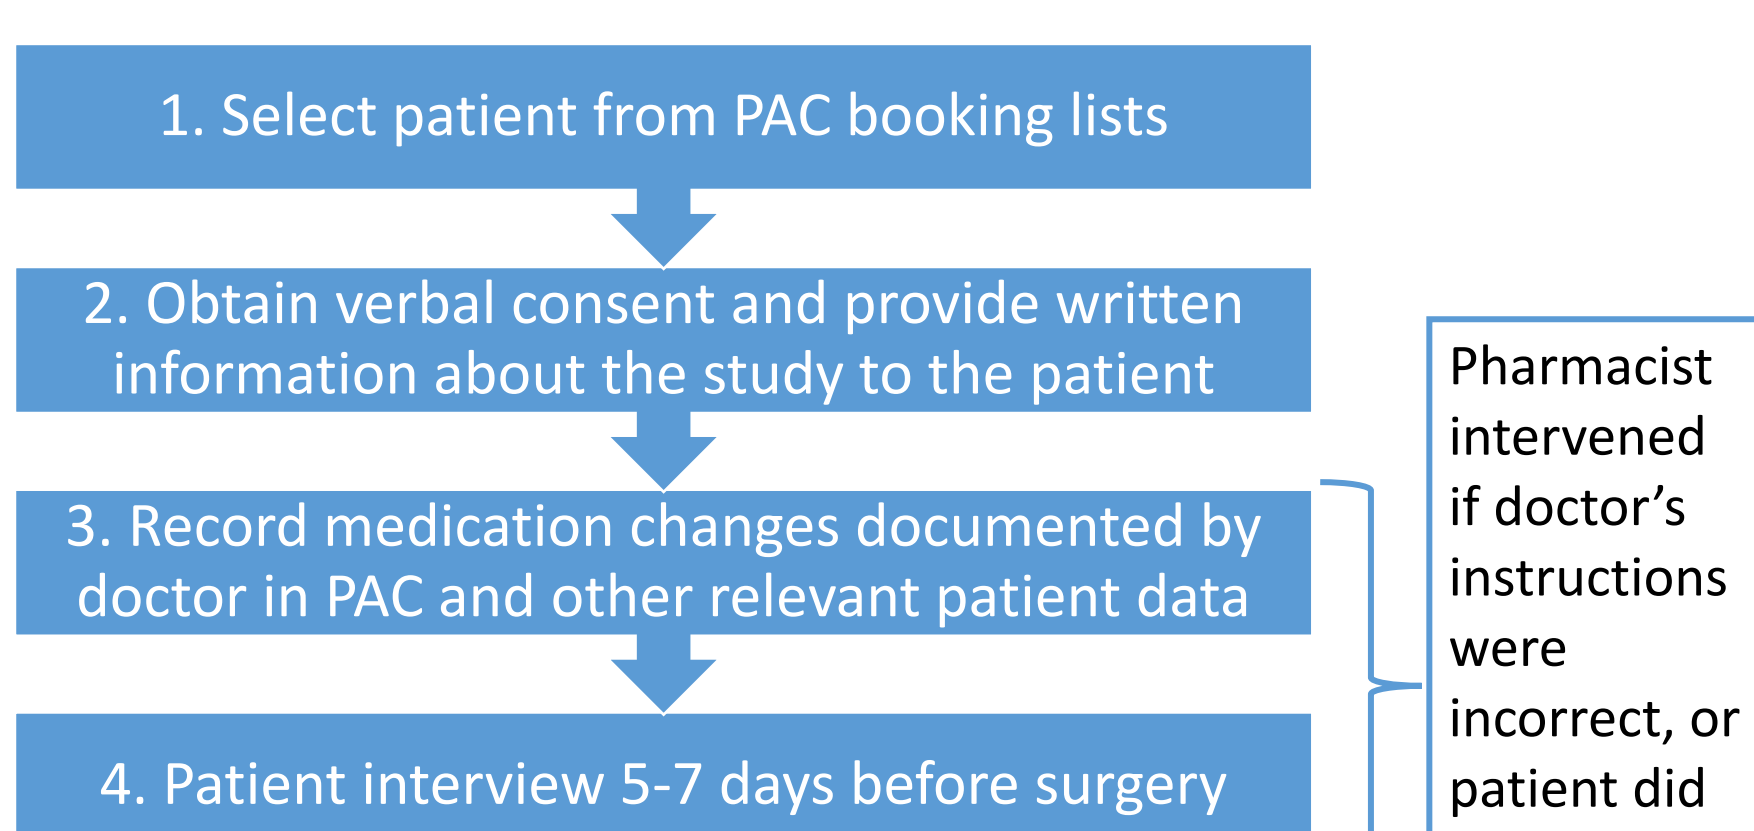 1. Select patient from PAC booking lists
2. Obtain verbal consent and provide written
information about the study to the patient
3. Record medication changes documented by
doctor in PAC and other relevant patient data
4. Patient interview 5-7 days before surgery
Pharmacist
intervened
if doctor’s
instructions
were
incorrect, or
patient did